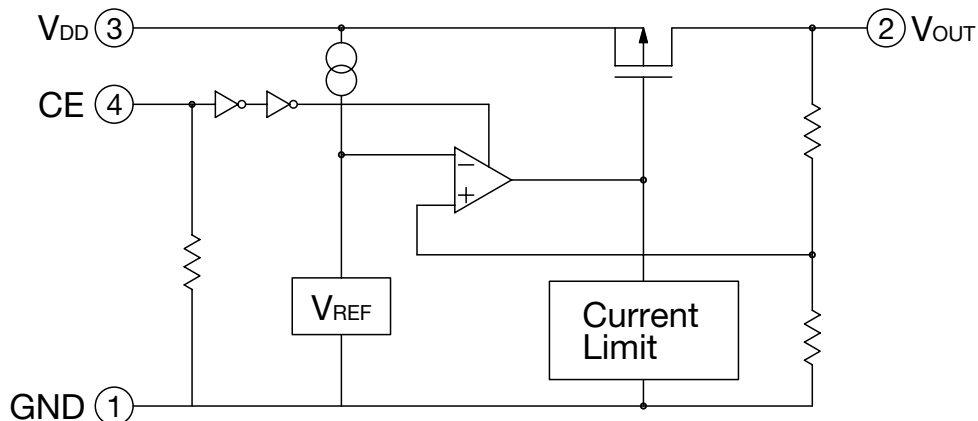 VDD 3
2 VOUT
CE 4
−
+
VREF
Current
Limit
GND 1